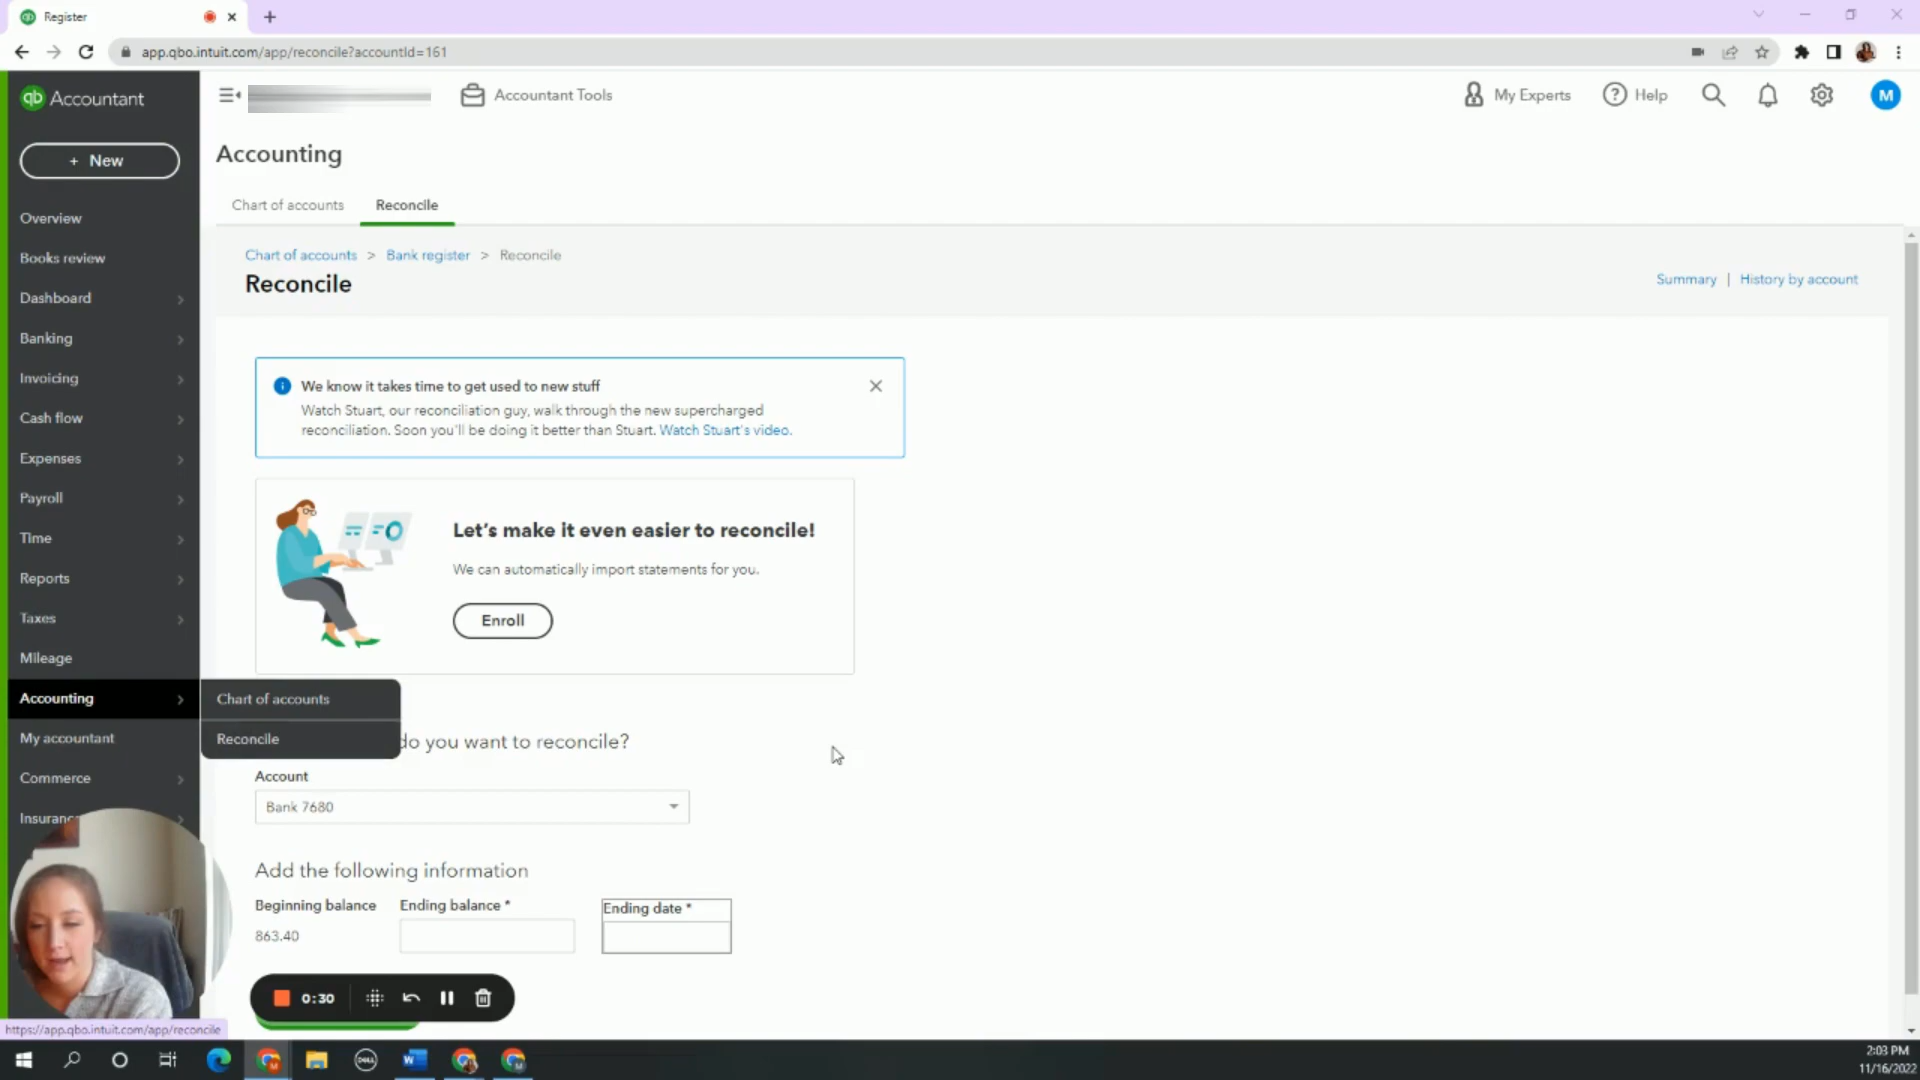 Register
app.qbo.intuit.com/app/reconcile?accountId=161
qb Accountant
Accountant Tools
My Experts
? Help
M
+ New
Accounting
Chart of accounts
Reconcile
Overview
Books review
Dashboard
Banking
Invoicing
Cash flow
Expenses
Payroll
Time
Reports
Taxes
Mileage
Accounting
My accountant
Commerce
Chart of accounts
Reconcile
Chart of accounts > Bank register > Reconcile
Reconcile
Summary | History by account
We know it takes time to get used to new stuff
Watch Stuart, our reconciliation guy, walk through the new supercharged
reconciliation. Soon you'll be doing it better than Stuart. Watch Stuart's video.
Let's make it even easier to reconcile!
We can automatically import statements for you.
Enroll
do you want to reconcile?
Account
Bank 7680
Add the following information
Beginning balance Ending balance * Ending date *
863.40
0:30
https://app.qbo.intuit.com/app/reconcile
DELL
2:03 PM
11/16/2022